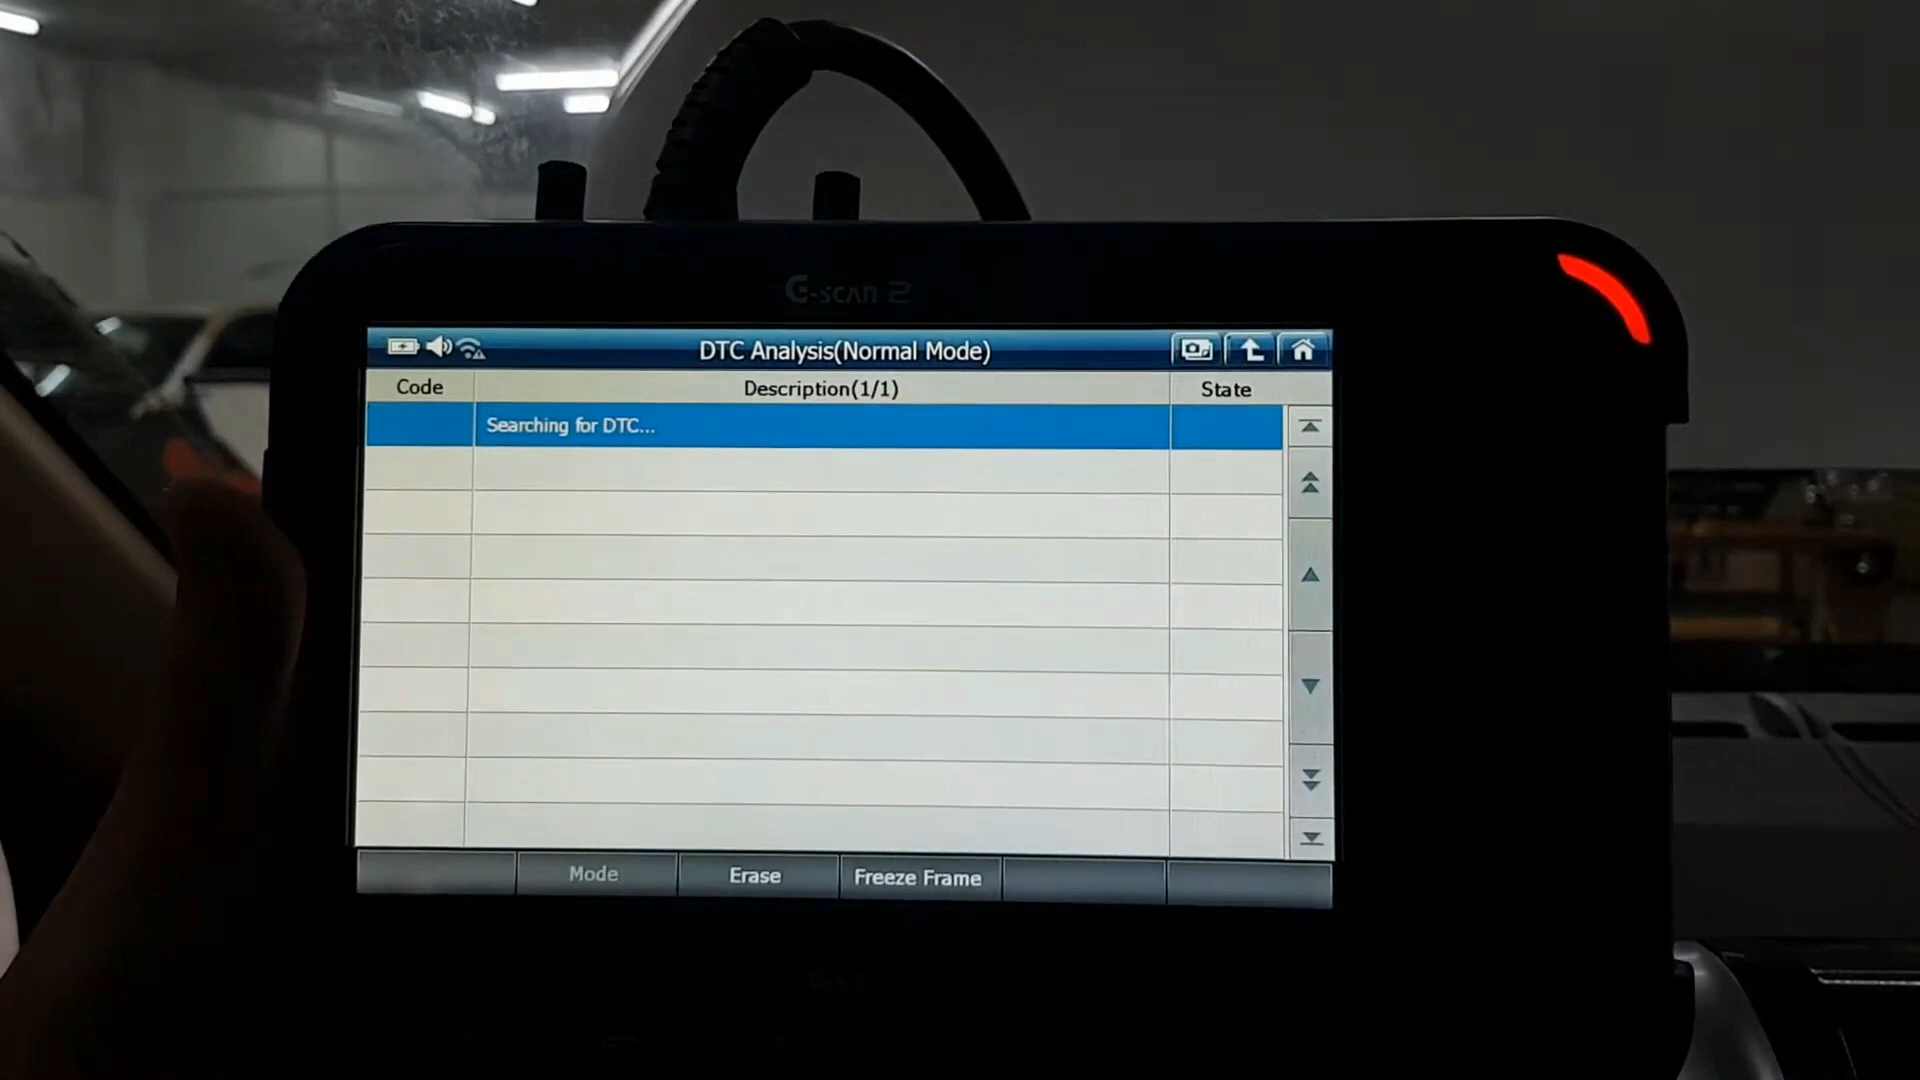 G-scan 2
DTC Analysis(Normal Mode)
Code Description(1/1) State
Searching for DTC...
Mode Erase Freeze Frame